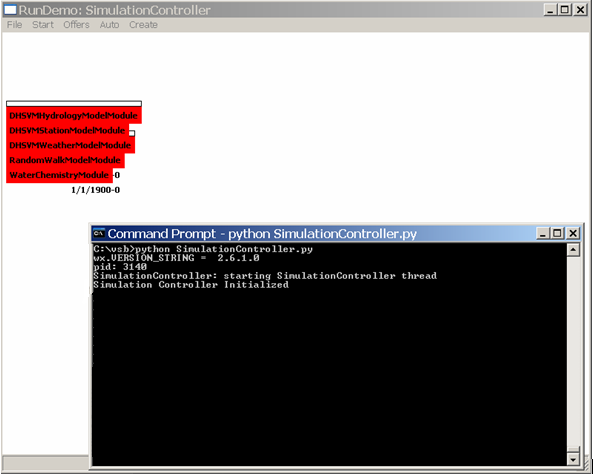 RunDemo: SimulationController
File Start Offers Auto Create
DHSVMHydrologyModelModule
DHSVMStationModelModule
DHSVMWeatherModelModule
RandomWalkModelModule
WaterChemistryModule -0
1/1/1900-0
Command Prompt - python SimulationController.py
C:\vsb>python SimulationController.py
wx.VERSION_STRING = 2.6.1.0
pid: 3140
SimulationController: starting SimulationController thread
Simulation Controller Initialized